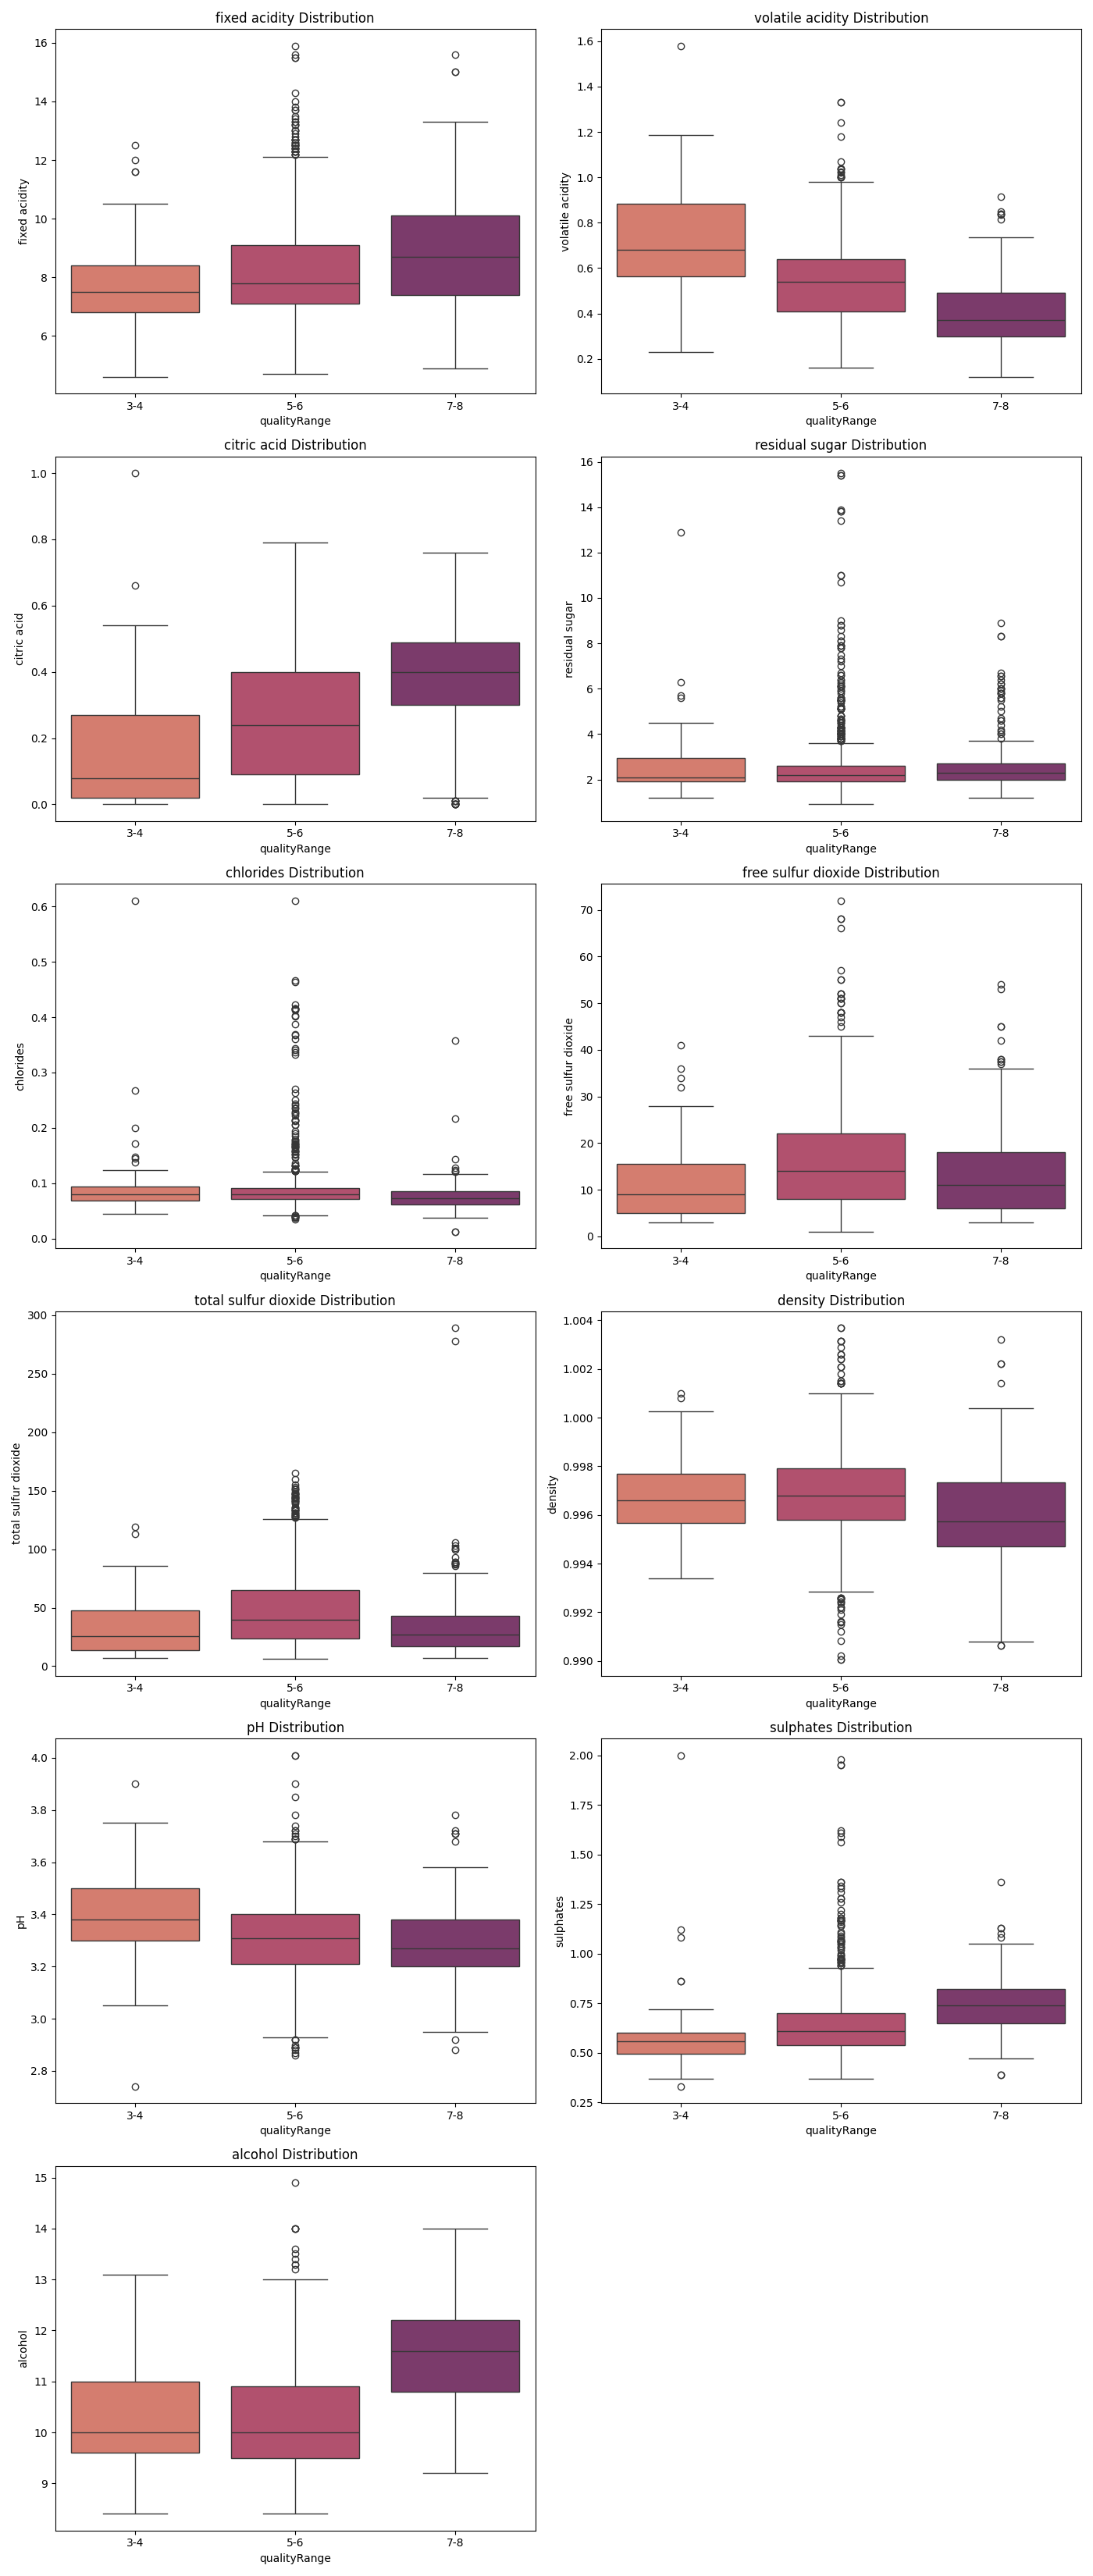 fixed acidity Distribution
16
14
12
10
8
6
fixed acidity
3-4 5-6 7-8
qualityRange
volatile acidity Distribution
1.6
1.4
1.2
1.0
0.8
0.6
0.4
0.2
volatile acidity
3-4 5-6 7-8
qualityRange
citric acid Distribution
1.0
0.8
0.6
0.4
0.2
0.0
citric acid
3-4 5-6 7-8
qualityRange
residual sugar Distribution
16
14
12
10
8
6
4
2
residual sugar
3-4 5-6 7-8
qualityRange
chlorides Distribution
0.6
0.5
0.4
0.3
0.2
0.1
0.0
chlorides
3-4 5-6 7-8
qualityRange
free sulfur dioxide Distribution
70
60
50
40
30
20
10
0
free sulfur dioxide
3-4 5-6 7-8
qualityRange
total sulfur dioxide Distribution
300
250
200
150
100
50
0
total sulfur dioxide
3-4 5-6 7-8
qualityRange
density Distribution
1.004
1.002
1.000
0.998
0.996
0.994
0.992
0.990
density
3-4 5-6 7-8
qualityRange
pH Distribution
4.0
3.8
3.6
3.4
3.2
3.0
2.8
pH
3-4 5-6 7-8
qualityRange
sulphates Distribution
2.00
1.75
1.50
1.25
1.00
0.75
0.50
0.25
sulphates
3-4 5-6 7-8
qualityRange
alcohol Distribution
15
14
13
12
11
10
9
alcohol
3-4 5-6 7-8
qualityRange